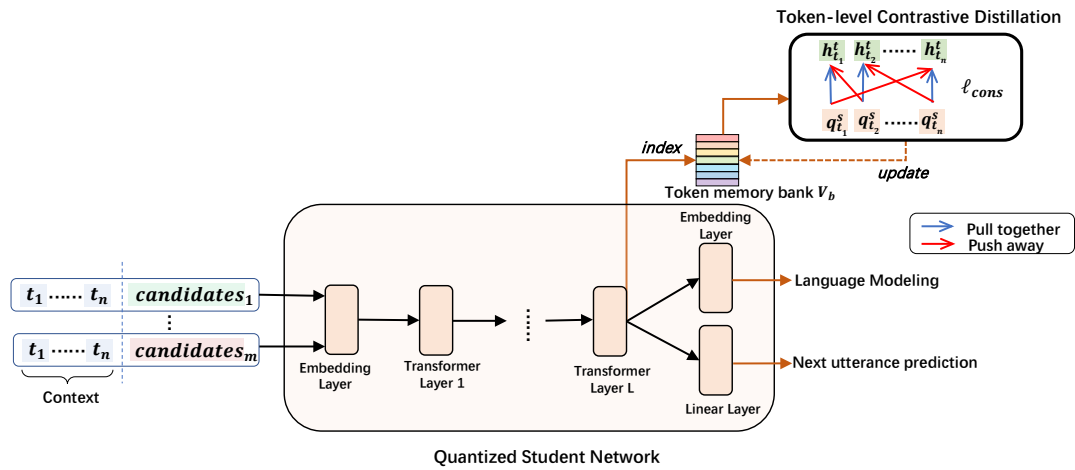 Token-level Contrastive Distillation
h^t_{t_1} h^t_{t_2} ······ h^t_{t_n}
ℓ_{cons}
q^s_{t_1} q^s_{t_2} ······ q^s_{t_n}
index
update
Token memory bank V_b
Embedding
Layer
Pull together
Push away
t_1 ······ t_n candidates_1
⋮
t_1 ······ t_n candidates_m
Context
Embedding
Layer
Transformer
Layer 1
Transformer
Layer L
Linear Layer
Language Modeling
Next utterance prediction
Quantized Student Network